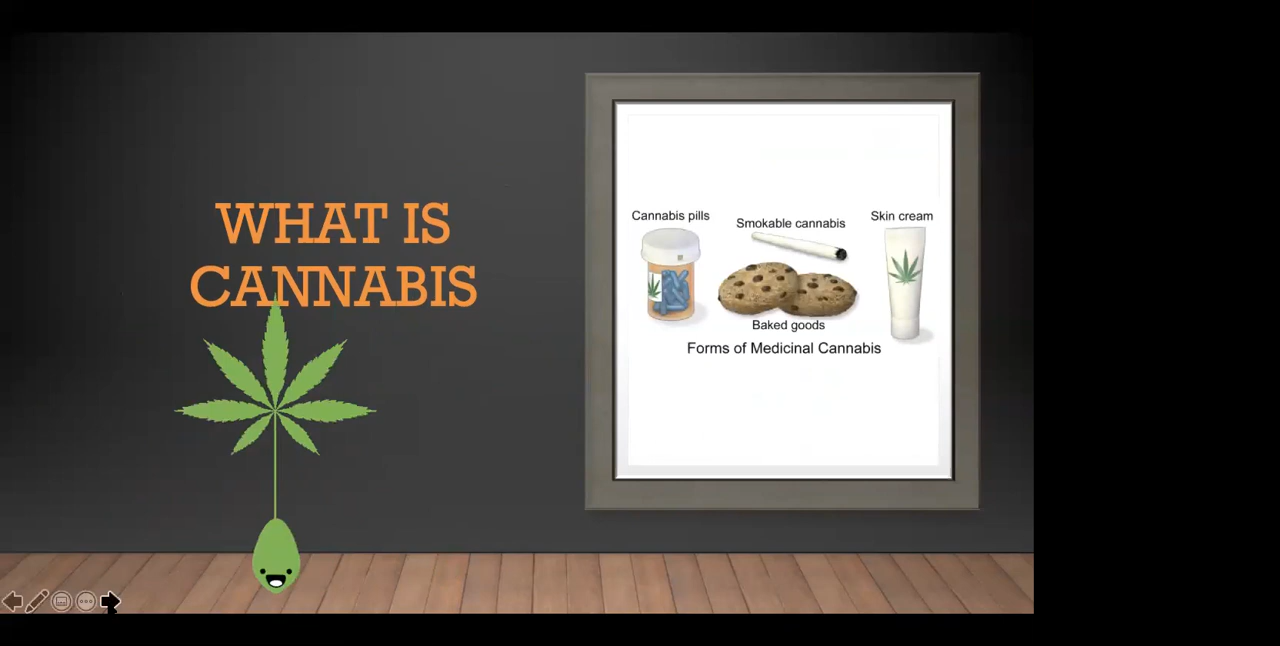 WHAT IS
CANNABIS
Cannabis pills
Smokable cannabis
Skin cream
Baked goods
Forms of Medicinal Cannabis